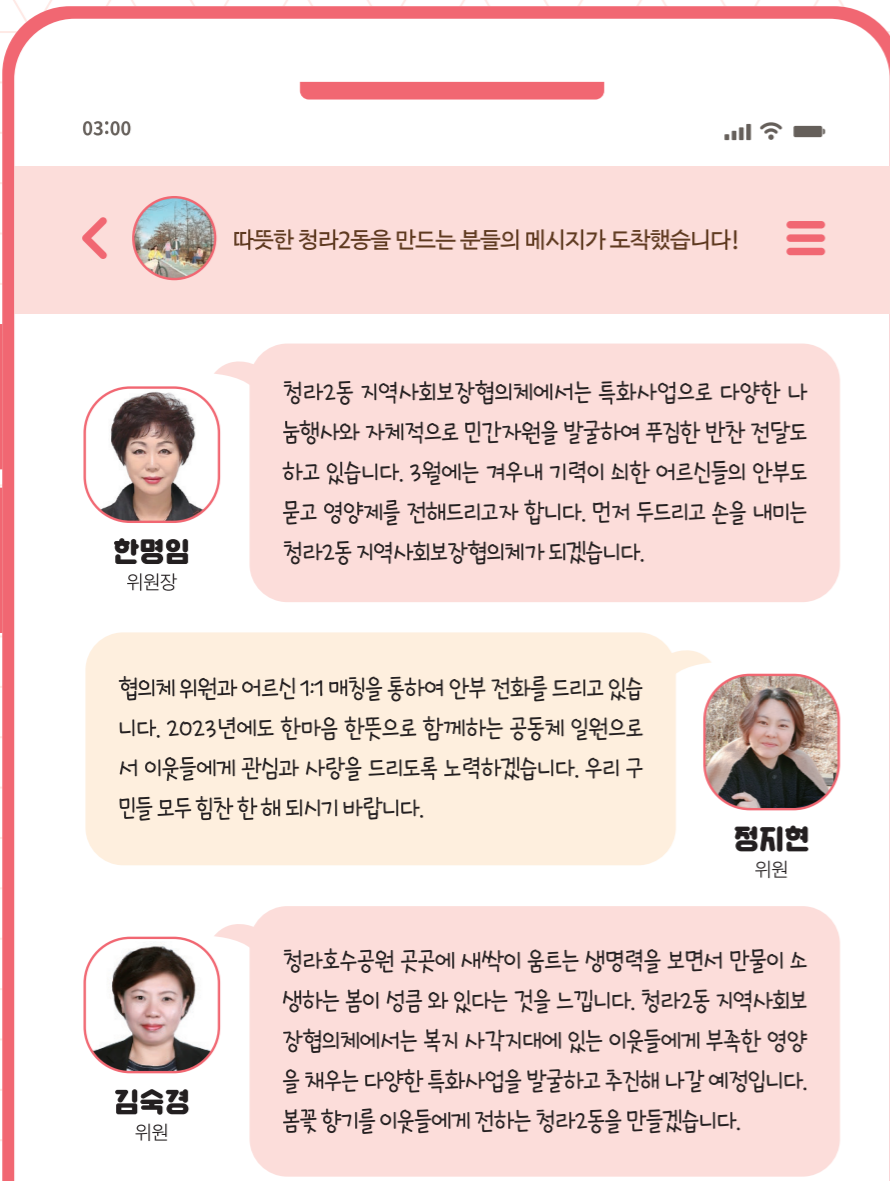 03:00
따뜻한 청라2동을 만드는 분들의 메시지가 도착했습니다!
청라2동 지역사회보장협의체에서는 특화사업으로 다양한 나
눔행사와 자체적으로 민간자원을 발굴하여 푸짐한 반찬 전달도
하고 있습니다. 3월에는 겨우내 기력이 쇠한 어르신들의 안부도
묻고 영양제를 전해드리고자 합니다. 먼저 두드리고 손을 내미는
청라2동 지역사회보장협의체가 되겠습니다.
한명임
위원장
협의체 위원과 어르신 1:1 매칭을 통하여 안부 전화를 드리고 있습
니다. 2023년에도 한마음 한뜻으로 함께하는 공동체 일원으로
서 이웃들에게 관심과 사랑을 드리도록 노력하겠습니다. 우리 구
민들 모두 힘찬 한 해 되시기 바랍니다.
정지현
위원
청라호수공원 곳곳에 새싹이 움트는 생명력을 보면서 만물이 소
생하는 봄이 성큼 와 있다는 것을 느낍니다. 청라2동 지역사회보
장협의체에서는 복지 사각지대에 있는 이웃들에게 부족한 영양
을 채우는 다양한 특화사업을 발굴하고 추진해 나갈 예정입니다.
봄꽃 향기를 이웃들에게 전하는 청라2동을 만들겠습니다.
김숙경
위원